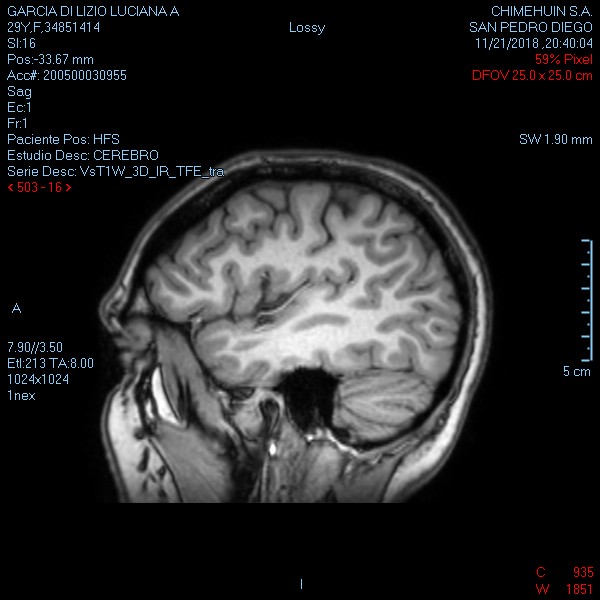 GARCIA DI LIZIO LUCIANA A
29Y,F,34851414
Sl:16
Pos:-33.67 mm
Acc#: 200500030955
Sag
Ec:1
Fr:1
Paciente Pos: HFS
Estudio Desc: CEREBRO
Serie Desc: VsT1W_3D_IR_TFE_tra
< 503 - 16 >
Lossy
CHIMEHUIN S.A.
SAN PEDRO DIEGO
11/21/2018 ,20:40:04
59% Pixel
DFOV 25.0 x 25.0 cm
SW 1.90 mm
A
7.90//3.50
Etl:213 TA:8.00
1024x1024
1nex
5 cm
I
C 935
W 1851